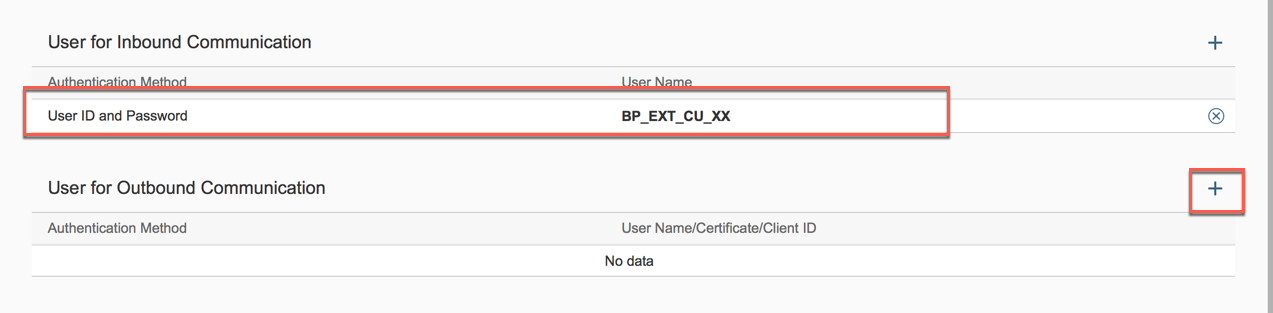 User for Inbound Communication
Authentication Method User Name
User ID and Password BP_EXT_CU_XX
User for Outbound Communication
Authentication Method User Name/Certificate/Client ID
No data